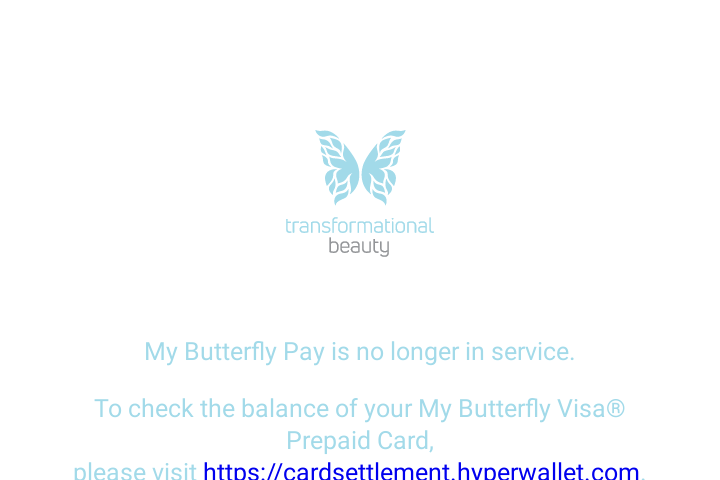 transformational
beauty
My Butterfly Pay is no longer in service.
To check the balance of your My Butterfly Visa®
Prepaid Card,
please visit https://cardsettlement.hyperwallet.com.